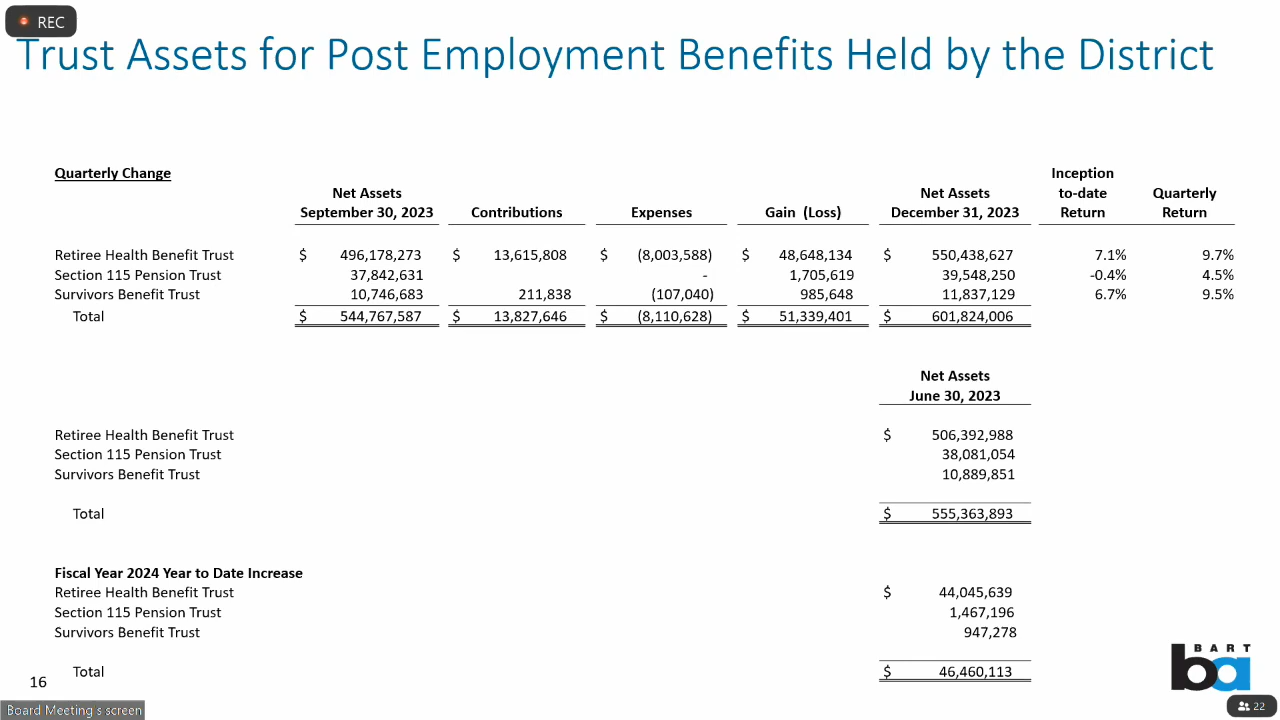 REC
Trust Assets for Post Employment Benefits Held by the District
Quarterly Change
Net Assets September 30, 2023 Contributions Expenses Gain (Loss) Net Assets December 31, 2023 Inception to-date Return Quarterly Return
Retiree Health Benefit Trust $ 496,178,273 $ 13,615,808 $ (8,003,588) $ 48,648,134 $ 550,438,627 7.1% 9.7%
Section 115 Pension Trust 37,842,631 - 1,705,619 39,548,250 -0.4% 4.5%
Survivors Benefit Trust 10,746,683 211,838 (107,040) 985,648 11,837,129 6.7% 9.5%
Total $ 544,767,587 $ 13,827,646 $ (8,110,628) $ 51,339,401 $ 601,824,006
Net Assets
June 30, 2023
Retiree Health Benefit Trust $ 506,392,988
Section 115 Pension Trust 38,081,054
Survivors Benefit Trust 10,889,851
Total $ 555,363,893
Fiscal Year 2024 Year to Date Increase
Retiree Health Benefit Trust $ 44,045,639
Section 115 Pension Trust 1,467,196
Survivors Benefit Trust 947,278
Total $ 46,460,113
16
BART
ba
Board Meeting s screen
22